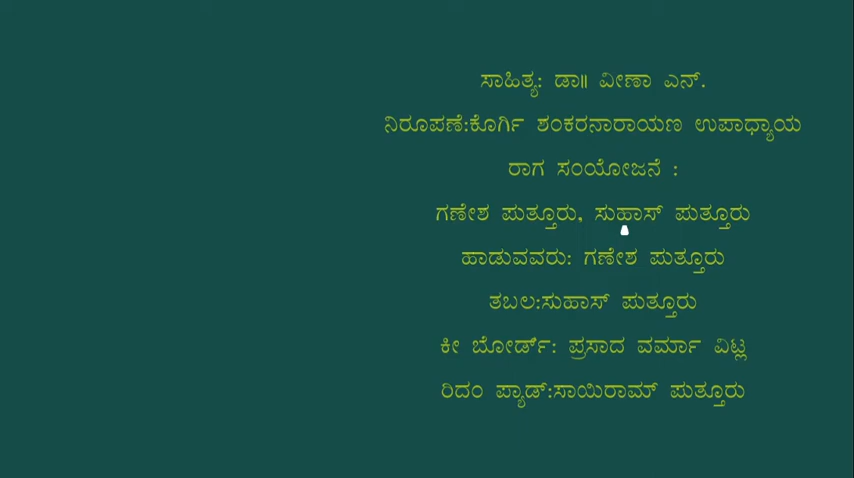 ಸಾಹಿತ್ಯ: ಡಾ॥ ವೀಣಾ ಎನ್.
ನಿರೂಪಣೆ:ಕೊರ್ಗಿ ಶಂಕರನಾರಾಯಣ ಉಪಾಧ್ಯಾಯ
ರಾಗ ಸಂಯೋಜನೆ :
ಗಣೇಶ ಪುತ್ತೂರು, ಸುಹಾಸ್ ಪುತ್ತೂರು
ಹಾಡುವವರು: ಗಣೇಶ ಪುತ್ತೂರು
ತಬಲ:ಸುಹಾಸ್ ಪುತ್ತೂರು
ಕೀ ಬೋರ್ಡ್: ಪ್ರಸಾದ ವರ್ಮಾ ವಿಟ್ಲ
ರಿದಂ ಪ್ಯಾಡ್:ಸಾಯಿರಾಮ್ ಪುತ್ತೂರು